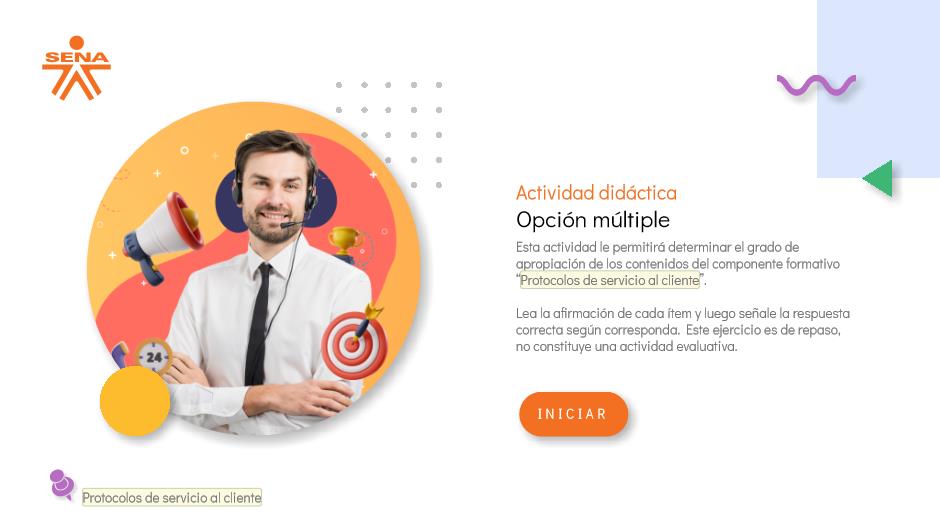 SENA
Actividad didáctica
Opción múltiple
Esta actividad le permitirá determinar el grado de
apropiación de los contenidos del componente formativo
“Protocolos de servicio al cliente”.
Lea la afirmación de cada ítem y luego señale la respuesta
correcta según corresponda. Este ejercicio es de repaso,
no constituye una actividad evaluativa.
24
INICIAR
Protocolos de servicio al cliente